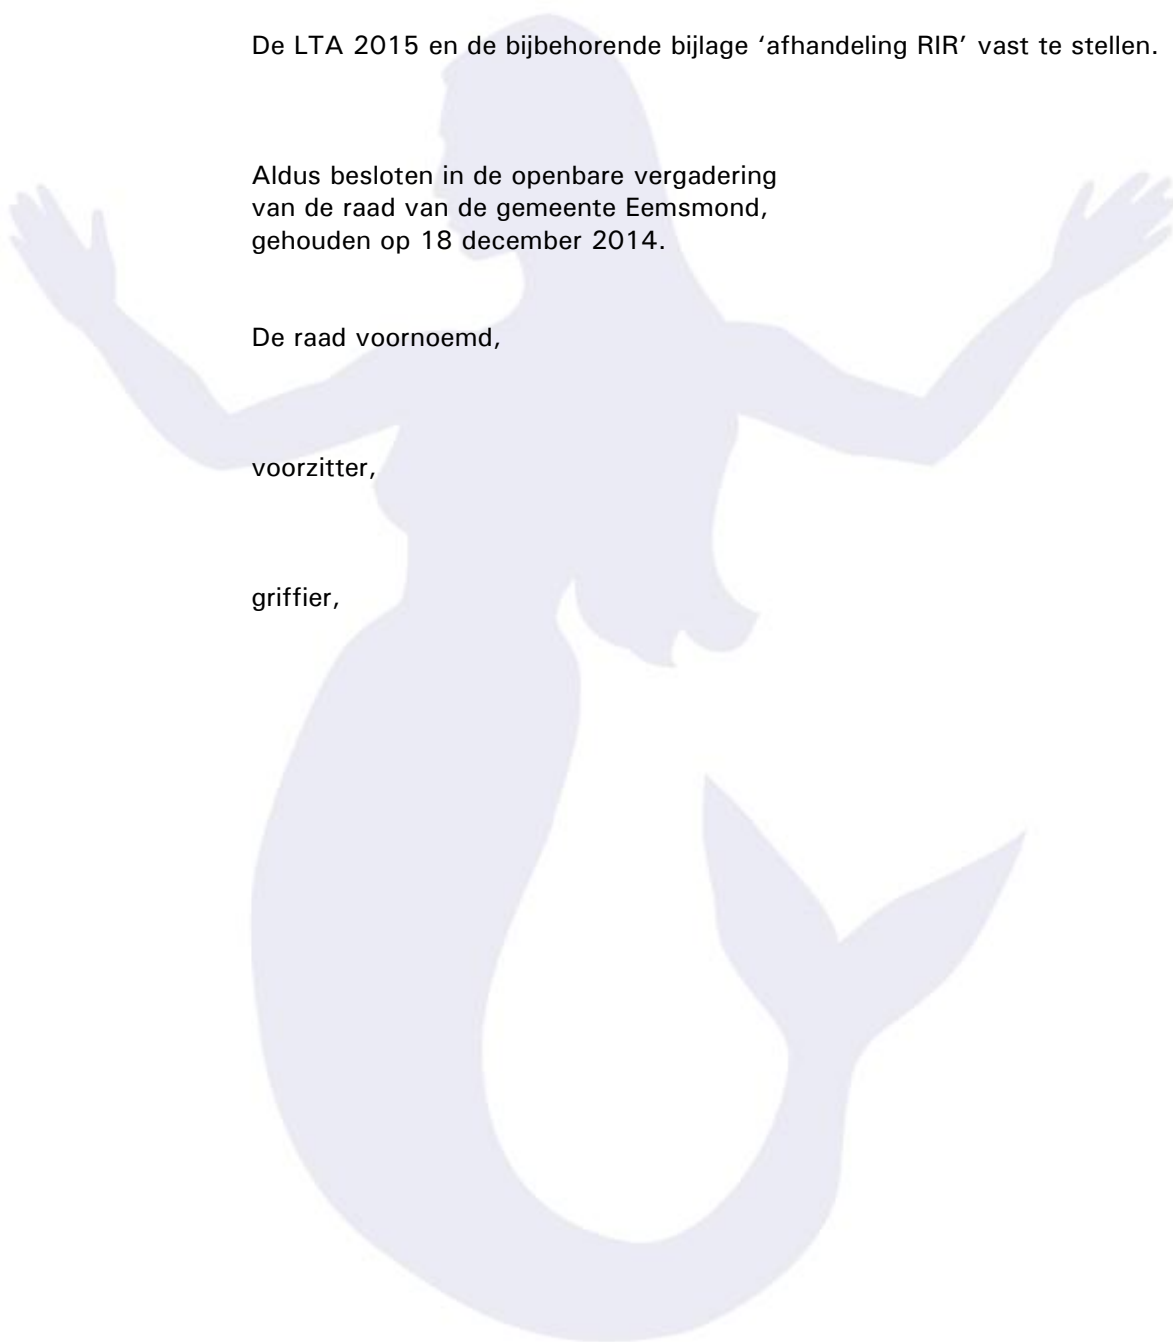 De LTA 2015 en de bijbehorende bijlage ‘afhandeling RIR’ vast te stellen.
Aldus besloten in de openbare vergadering
van de raad van de gemeente Eemsmond,
gehouden op 18 december 2014.
De raad voornoemd,
voorzitter,
griffier,